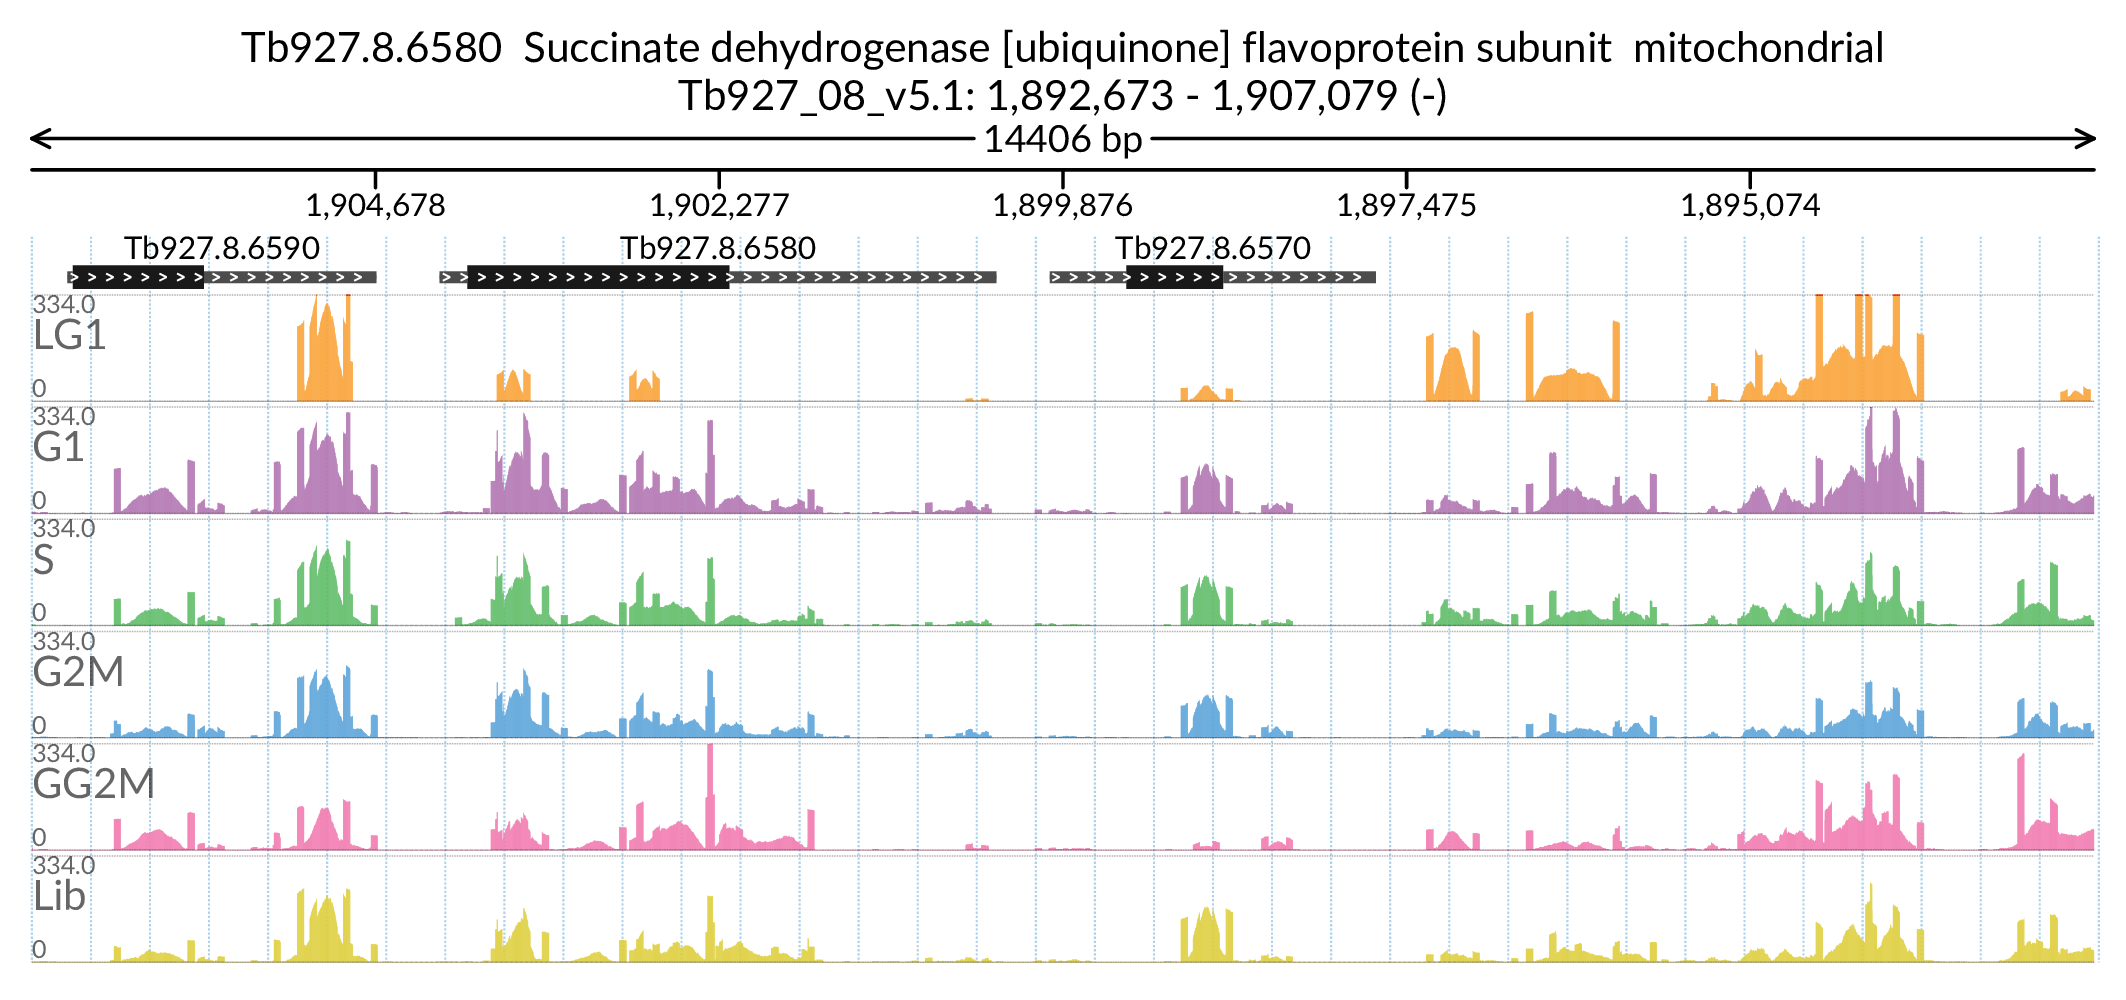 Tb927.8.6580  Succinate dehydrogenase [ubiquinone] flavoprotein subunit  mitochondrial
Tb927_08_v5.1: 1,892,673 - 1,907,079 (-)
14406 bp
1,904,678 1,902,277 1,899,876 1,897,475 1,895,074
Tb927.8.6590 Tb927.8.6580 Tb927.8.6570
334.0
LG1
0
334.0
G1
0
334.0
S
0
334.0
G2M
0
334.0
GG2M
0
334.0
Lib
0